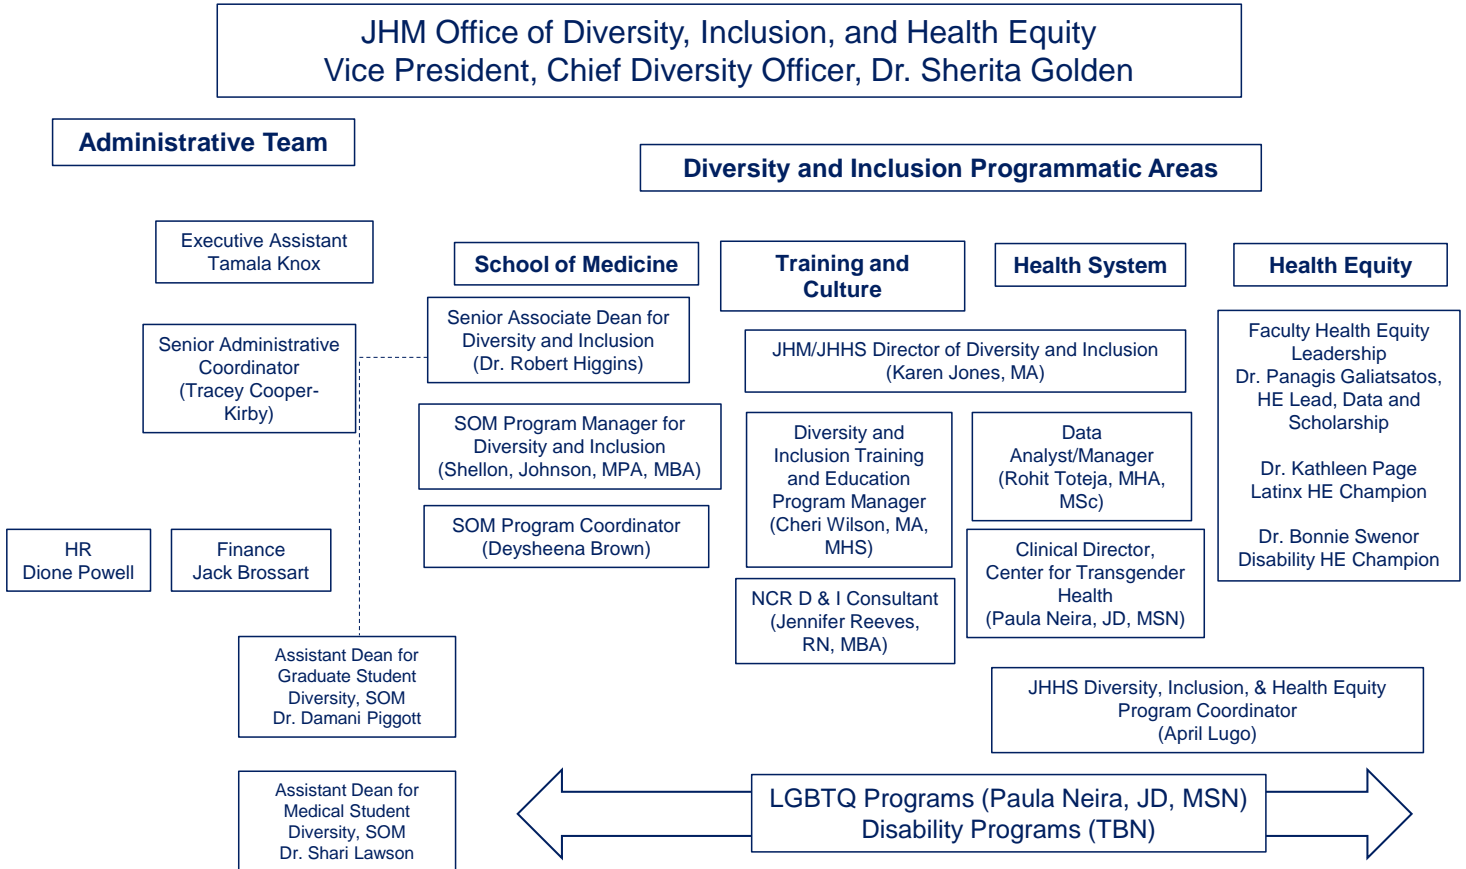 JHM Office of Diversity, Inclusion, and Health Equity
Vice President, Chief Diversity Officer, Dr. Sherita Golden
Administrative Team
Diversity and Inclusion Programmatic Areas
Executive Assistant
Tamala Knox
Senior Administrative
Coordinator
(Tracey Cooper-
Kirby)
HR
Dione Powell
Finance
Jack Brossart
School of Medicine
Senior Associate Dean for
Diversity and Inclusion
(Dr. Robert Higgins)
SOM Program Manager for
Diversity and Inclusion
(Shellon, Johnson, MPA, MBA)
SOM Program Coordinator
(Deysheena Brown)
Assistant Dean for
Graduate Student
Diversity, SOM
Dr. Damani Piggott
Assistant Dean for
Medical Student
Diversity, SOM
Dr. Shari Lawson
Training and
Culture
Health System
JHM/JHHS Director of Diversity and Inclusion
(Karen Jones, MA)
Diversity and
Inclusion Training
and Education
Program Manager
(Cheri Wilson, MA,
MHS)
NCR D & I Consultant
(Jennifer Reeves,
RN, MBA)
Data
Analyst/Manager
(Rohit Toteja, MHA,
MSc)
Clinical Director,
Center for Transgender
Health
(Paula Neira, JD, MSN)
Health Equity
Faculty Health Equity
Leadership
Dr. Panagis Galiatsatos,
HE Lead, Data and
Scholarship
Dr. Kathleen Page
Latinx HE Champion
Dr. Bonnie Swenor
Disability HE Champion
JHHS Diversity, Inclusion, & Health Equity
Program Coordinator
(April Lugo)
LGBTQ Programs (Paula Neira, JD, MSN)
Disability Programs (TBN)